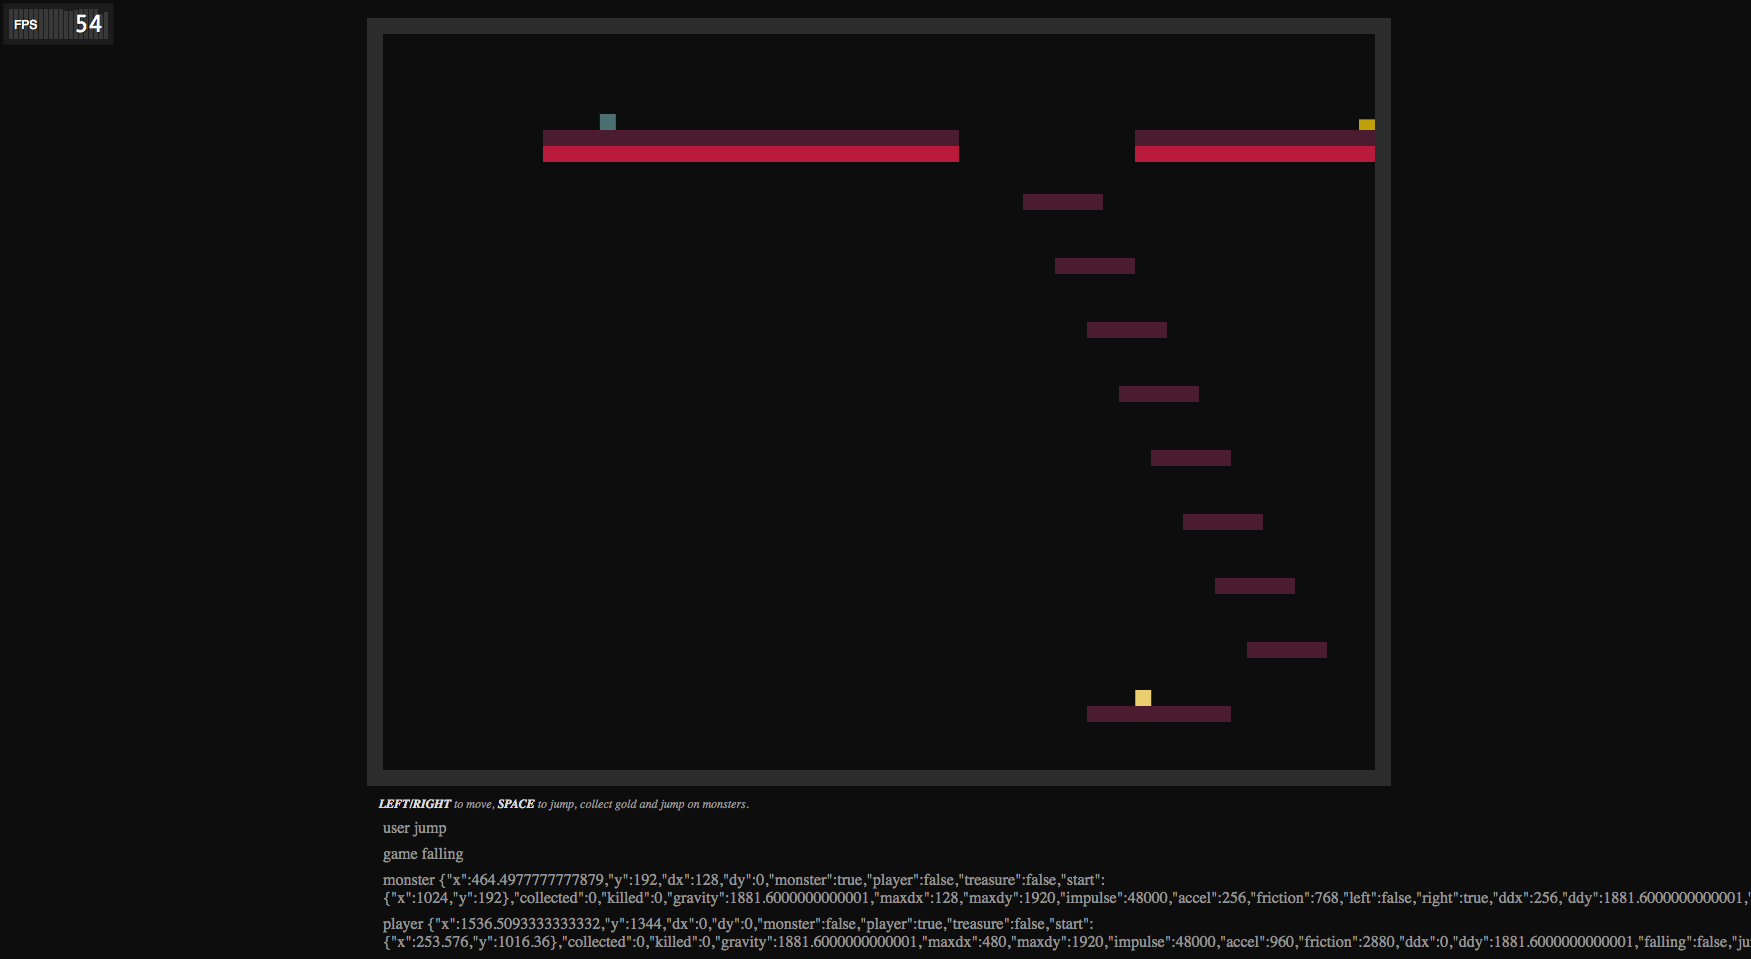 FPS 54
LEFT/RIGHT to move, SPACE to jump, collect gold and jump on monsters.
user jump
game falling
monster {"x":464.4977777777879,"y":192,"dx":128,"dy":0,"monster":true,"player":false,"treasure":false,"start":
{"x":1024,"y":192},"collected":0,"killed":0,"gravity":1881.6000000000001,"maxdx":128,"maxdy":1920,"impulse":48000,"accel":256,"friction":768,"left":false,"right":true,"ddx":256,"ddy":1881.6000000000001,"
player {"x":1536.5093333333332,"y":1344,"dx":0,"dy":0,"monster":false,"player":true,"treasure":false,"start":
{"x":253.576,"y":1016.36},"collected":0,"killed":0,"gravity":1881.6000000000001,"maxdx":480,"maxdy":1920,"impulse":48000,"accel":960,"friction":2880,"ddx":0,"ddy":1881.6000000000001,"falling":false,"ju